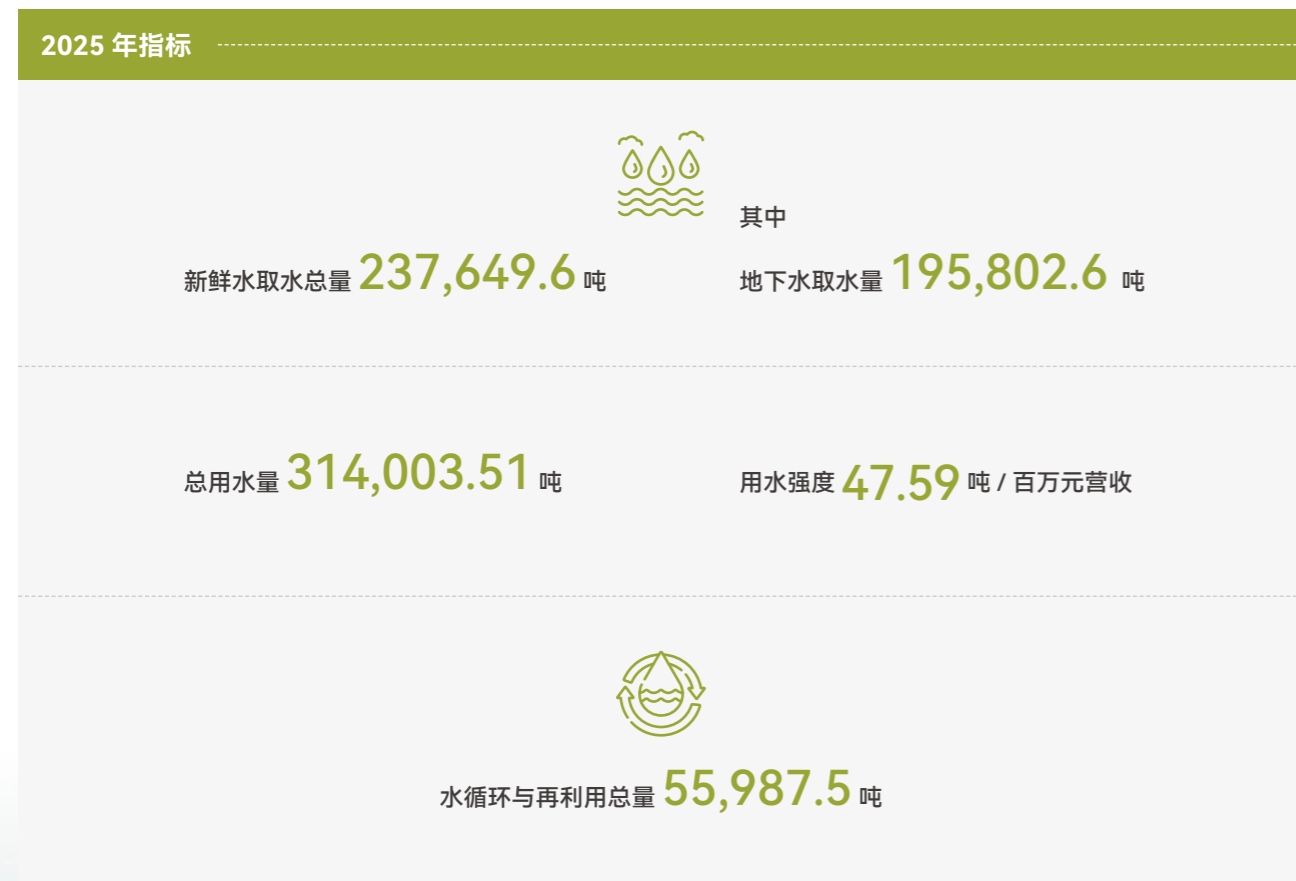 2025 年指标
其中
新鲜水取水总量 237,649.6 吨
地下水取水量 195,802.6 吨
总用水量 314,003.51 吨
用水强度 47.59 吨 / 百万元营收
水循环与再利用总量 55,987.5 吨